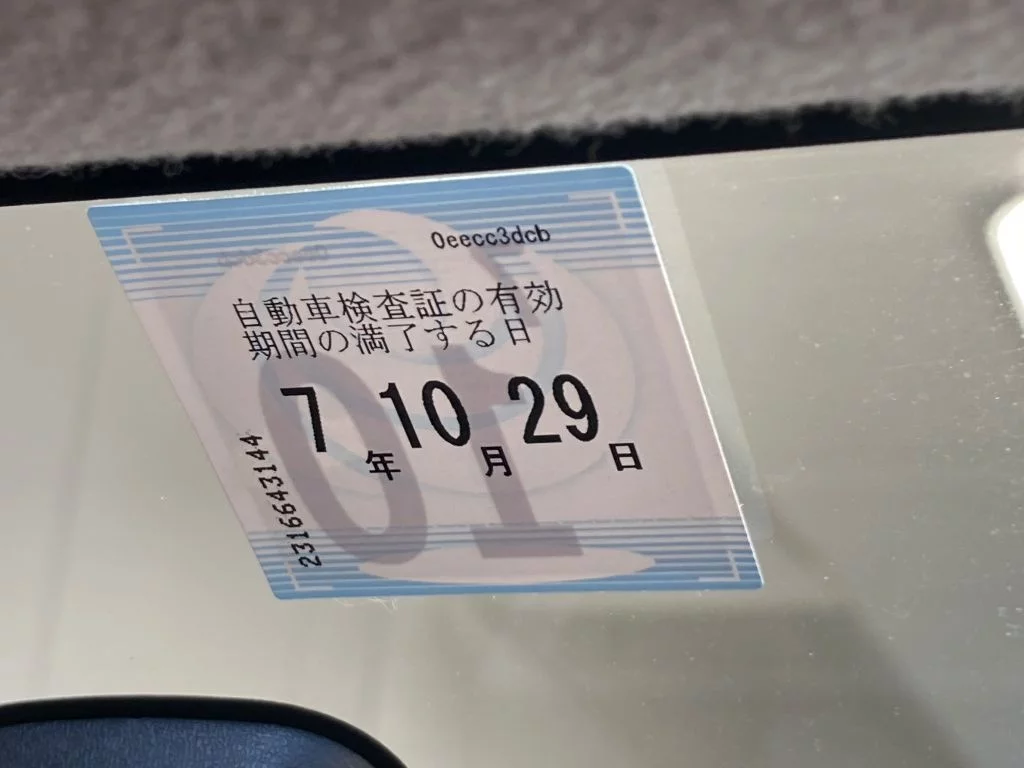 0eecc3dcb
自動車検査証の有効
期間の満了する日
7年10月29日
2316643144